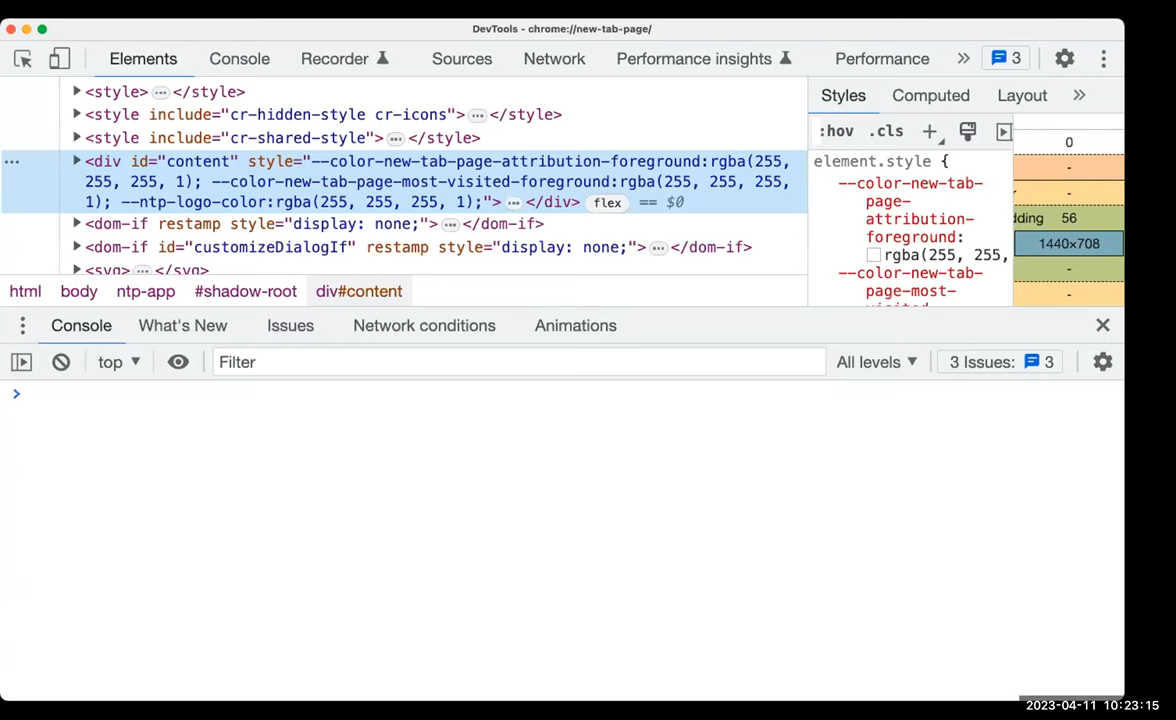 DevTools - chrome://new-tab-page/
Elements Console Recorder Sources Network Performance insights Performance » 3
<style> ••• </style>
<style include="cr-hidden-style cr-icons"> ••• </style>
<style include="cr-shared-style"> ••• </style>
••• <div id="content" style="--color-new-tab-page-attribution-foreground:rgba(255,
255, 255, 1); --color-new-tab-page-most-visited-foreground:rgba(255, 255, 255,
1); --ntp-logo-color:rgba(255, 255, 255, 1);"> ••• </div> flex == $0
<dom-if restamp style="display: none;"> ••• </dom-if>
<dom-if id="customizeDialogIf" restamp style="display: none;"> ••• </dom-if>
<svg> ••• </svg>
html body ntp-app #shadow-root div#content
Styles Computed Layout »
:hov .cls +
element.style {
--color-new-tab-
page-
attribution-
foreground:
rgba(255, 255,
--color-new-tab-
page-most-
0
-
-
dding 56
1440×708
-
-
Console What's New Issues Network conditions Animations
top Filter All levels 3 Issues: 3
>
2023-04-11 10:23:15